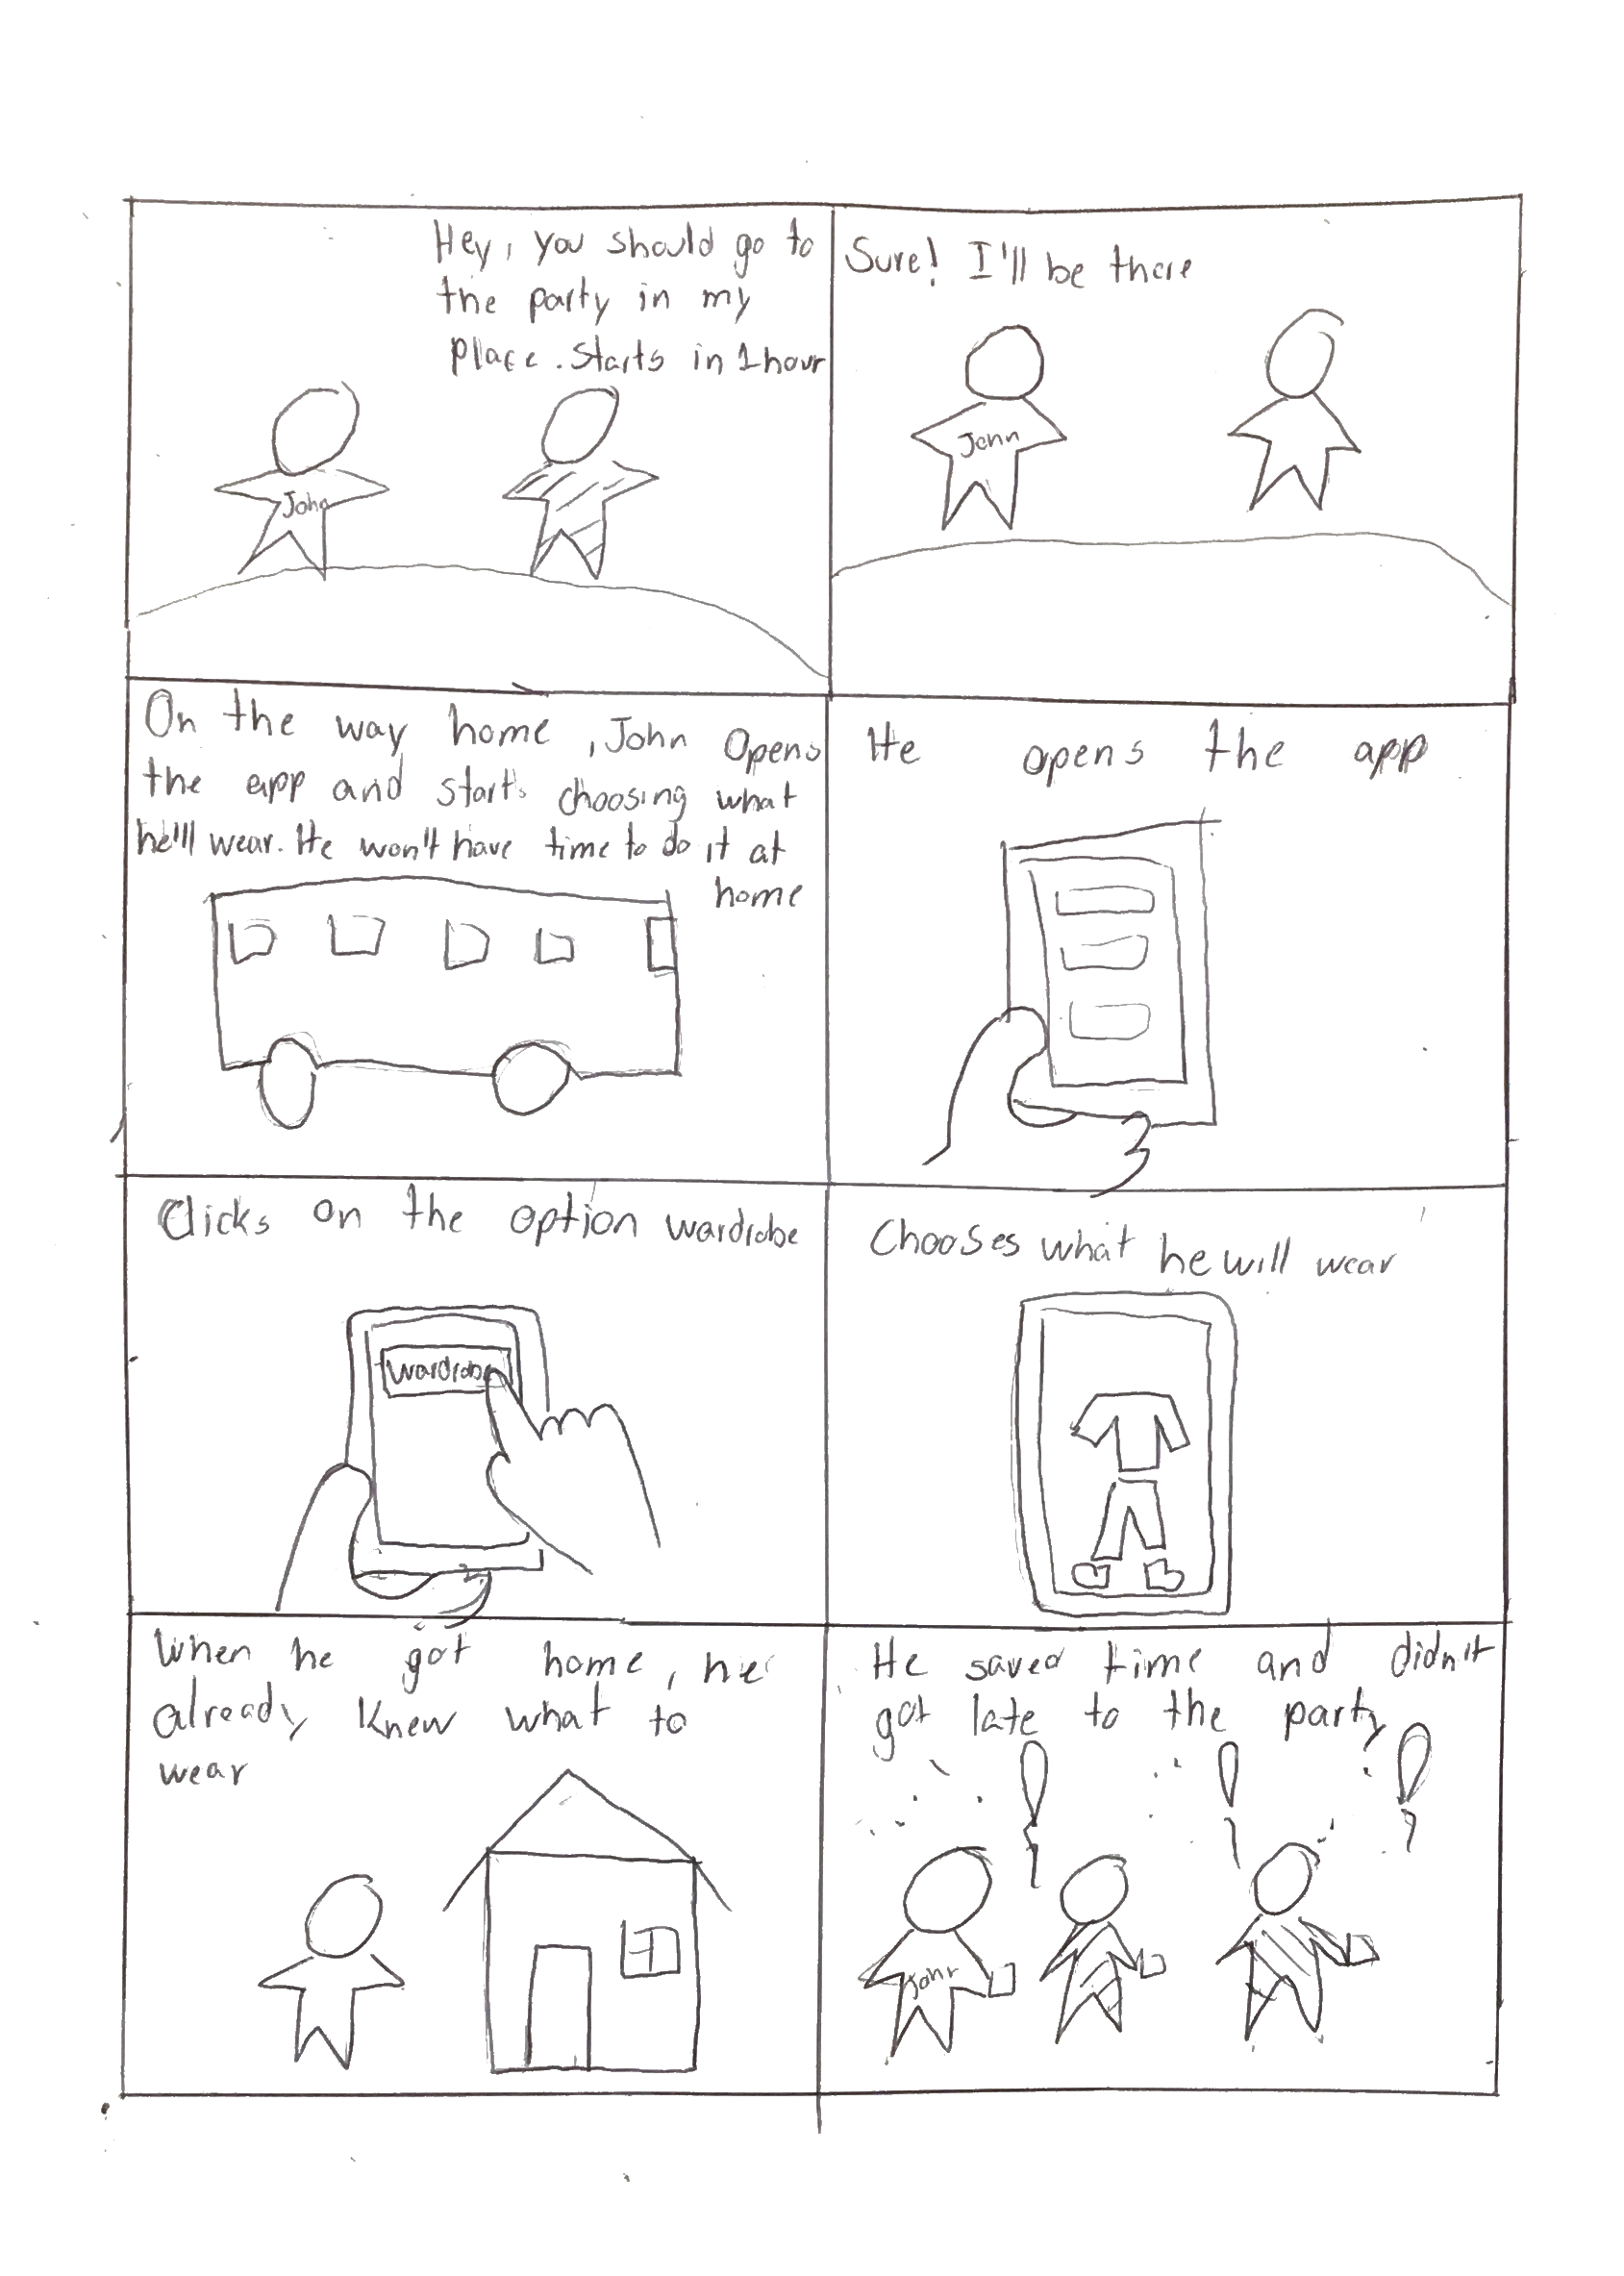 Hey, you should go to
the party in my
place. Starts in 1 hour
John
Sure! I'll be there
John
On the way home, John Opens
the app and starts choosing what
he'll wear. He won't have time to do it at
home
He opens the app
Clicks on the option wardrobe
Wardrobe
Chooses what he will wear
When he got home, he
already knew what to
wear
He saved time and didn't
got late to the party
John